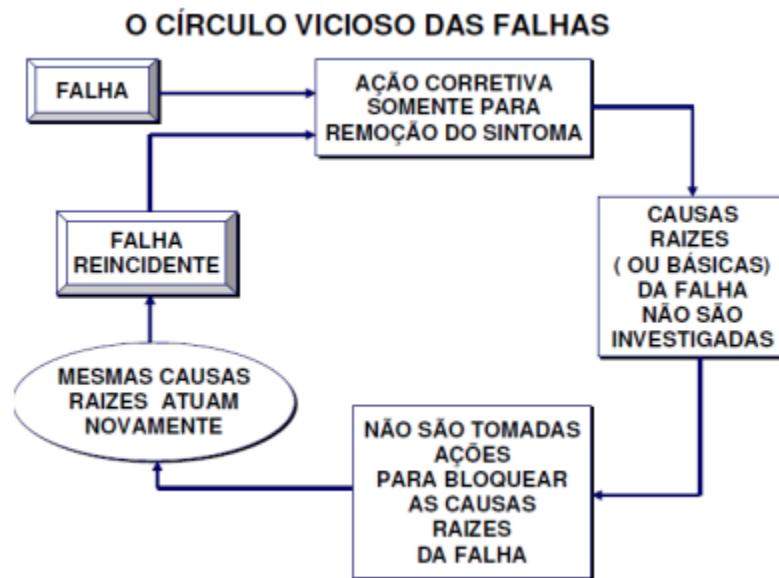 O CÍRCULO VICIOSO DAS FALHAS
FALHA
AÇÃO CORRETIVA
SOMENTE PARA
REMOÇÃO DO SINTOMA
CAUSAS
RAIZES
( OU BÁSICAS)
DA FALHA
NÃO SÃO
INVESTIGADAS
NÃO SÃO TOMADAS
AÇÕES
PARA BLOQUEAR
AS CAUSAS
RAIZES
DA FALHA
MESMAS CAUSAS
RAIZES ATUAM
NOVAMENTE
FALHA
REINCIDENTE